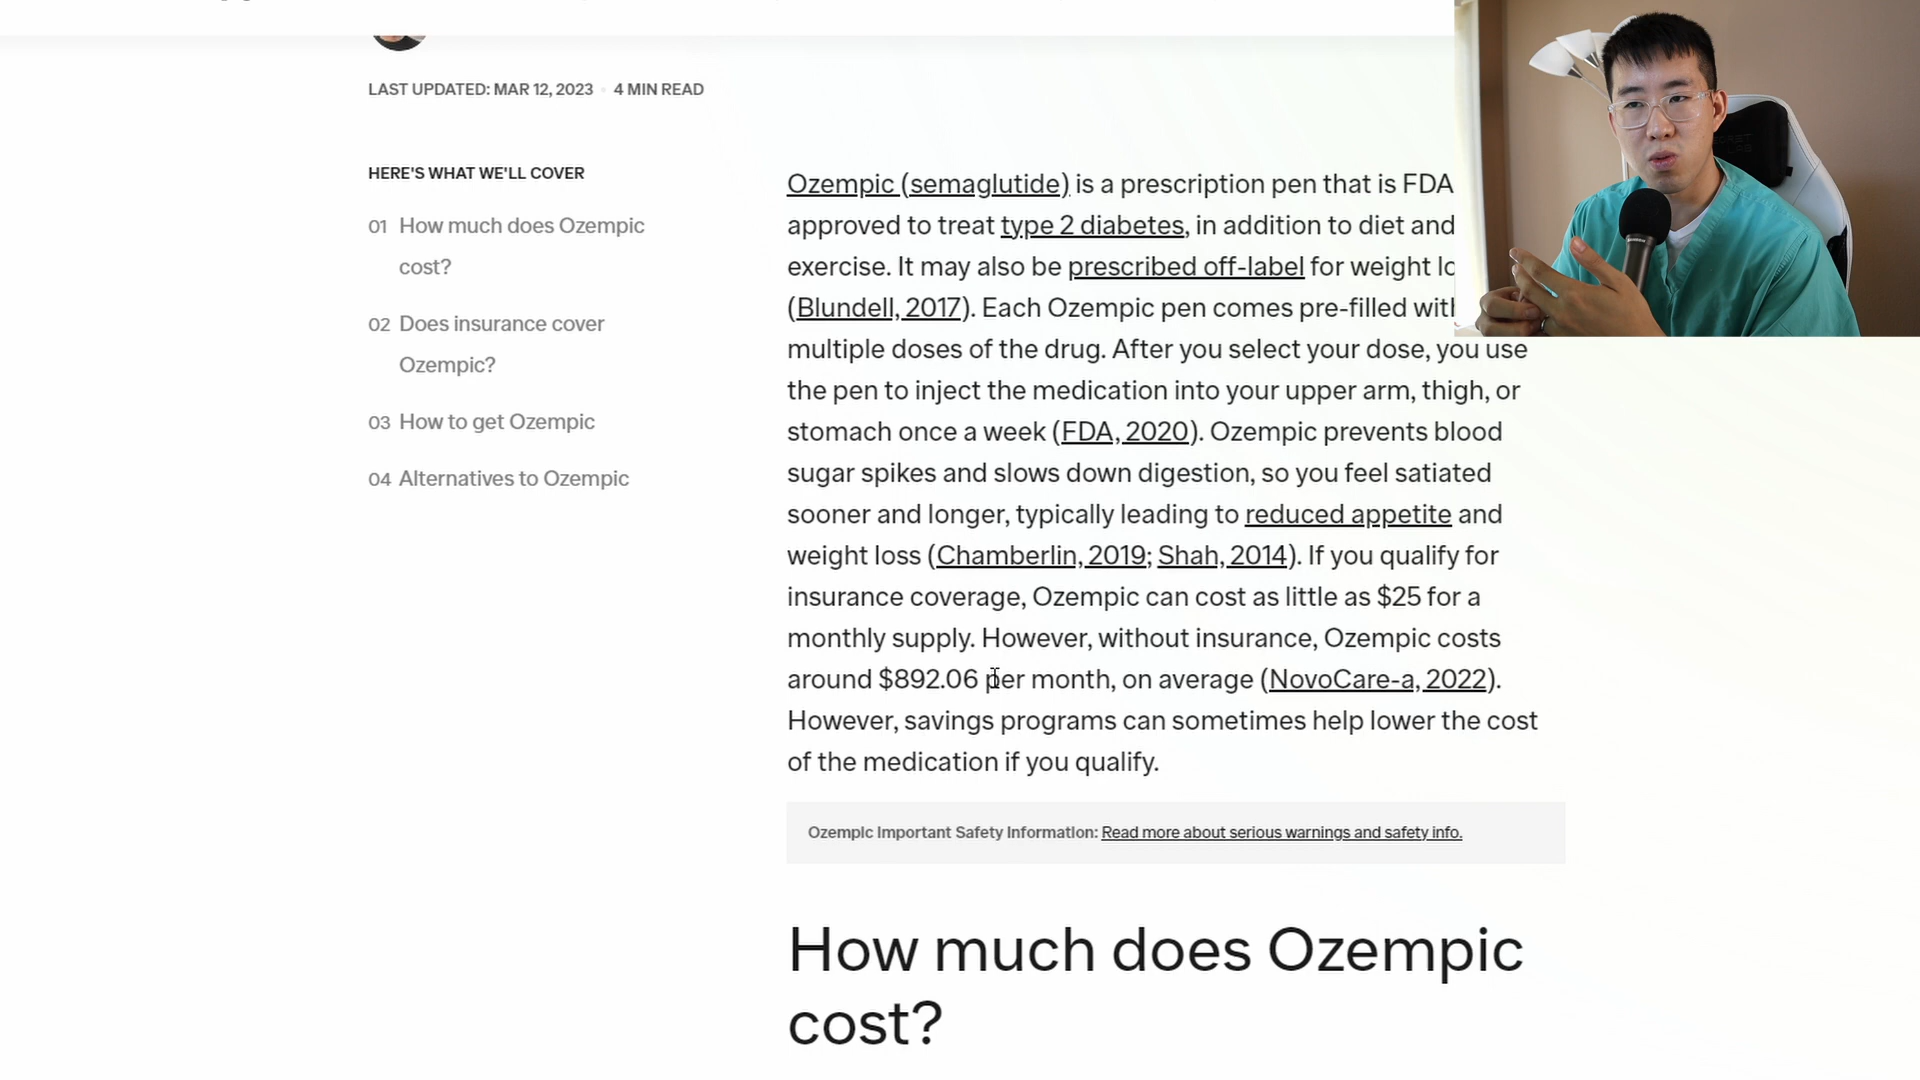 LAST UPDATED: MAR 12, 2023 • 4 MIN READ
HERE'S WHAT WE'LL COVER
01 How much does Ozempic
cost?
02 Does insurance cover
Ozempic?
03 How to get Ozempic
04 Alternatives to Ozempic
Ozempic (semaglutide) is a prescription pen that is FDA
approved to treat type 2 diabetes, in addition to diet and
exercise. It may also be prescribed off-label for weight lo
(Blundell, 2017). Each Ozempic pen comes pre-filled with
multiple doses of the drug. After you select your dose, you use
the pen to inject the medication into your upper arm, thigh, or
stomach once a week (FDA, 2020). Ozempic prevents blood
sugar spikes and slows down digestion, so you feel satiated
sooner and longer, typically leading to reduced appetite and
weight loss (Chamberlin, 2019; Shah, 2014). If you qualify for
insurance coverage, Ozempic can cost as little as $25 for a
monthly supply. However, without insurance, Ozempic costs
around $892.06 per month, on average (NovoCare-a, 2022).
However, savings programs can sometimes help lower the cost
of the medication if you qualify.
Ozempic Important Safety Information: Read more about serious warnings and safety info.
How much does Ozempic
cost?